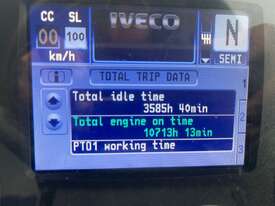 CC SL IVECO
00 100 N
km/h SEMI
i TOTAL TRIP DATA 1
Total idle time
3585h 40min
Total engine on time 2
10713h 13min
PTO1 working time 3